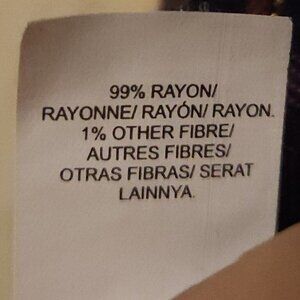 99% RAYON/
RAYONNE/ RAYÓN/ RAYON.
1% OTHER FIBRE/
AUTRES FIBRES/
OTRAS FIBRAS/ SERAT
LAINNYA.